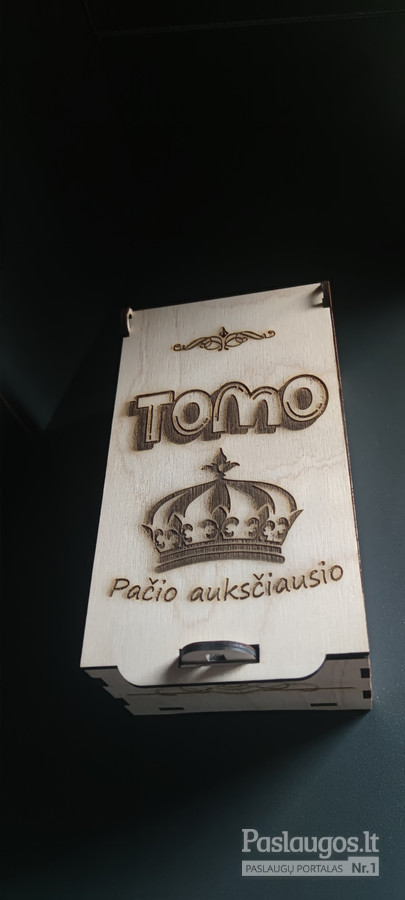 TOMO
Pačio aukščiausio
Paslaugos.lt
PASLAUGŲ PORTALAS Nr.1